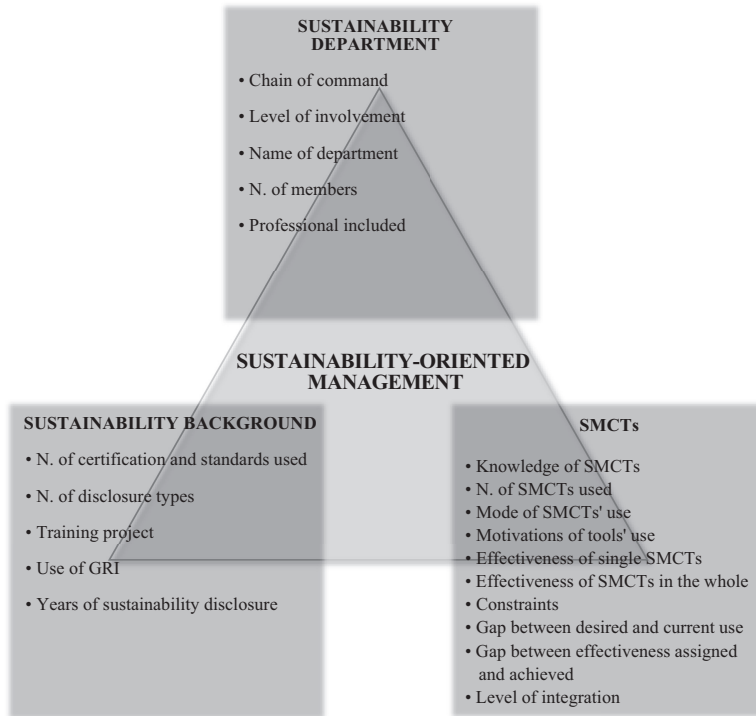 SUSTAINABILITY
DEPARTMENT
• Chain of command
• Level of involvement
• Name of department
• N. of members
• Professional included
SUSTAINABILITY-ORIENTED
MANAGEMENT
SUSTAINABILITY BACKGROUND
• N. of certification and standards used
• N. of disclosure types
• Training project
• Use of GRI
• Years of sustainability disclosure
SMCTs
• Knowledge of SMCTs
• N. of SMCTs used
• Mode of SMCTs' use
• Motivations of tools' use
• Effectiveness of single SMCTs
• Effectiveness of SMCTs in the whole
• Constraints
• Gap between desired and current use
• Gap between effectiveness assigned
and achieved
• Level of integration